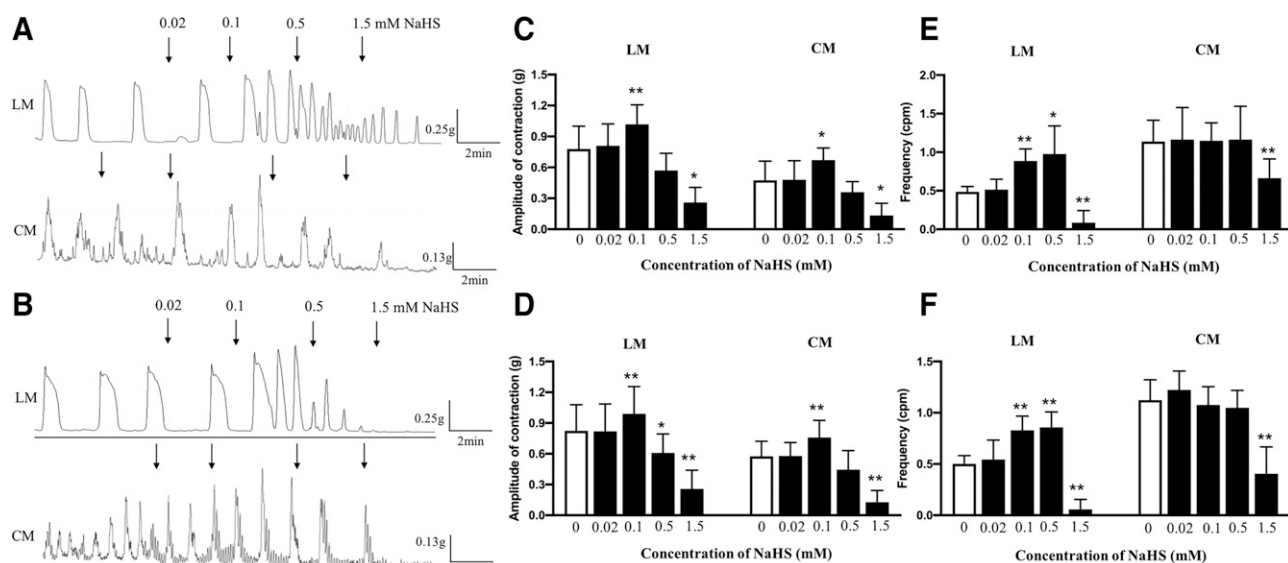 A
0.02 0.1 0.5 1.5 mM NaHS
LM
0.25g
2min
CM
0.13g
2min
B
0.02 0.1 0.5 1.5 mM NaHS
LM
0.25g
2min
CM
0.13g
C
LM CM
Amplitude of contraction (g)
1.5
1.2
0.9
0.6
0.3
0.0
** * * *
0 0.02 0.1 0.5 1.5 0 0.02 0.1 0.5 1.5
Concentration of NaHS (mM)
D
LM CM
Amplitude of contraction (g)
1.5
1.2
0.9
0.6
0.3
0.0
** * ** ** **
0 0.02 0.1 0.5 1.5 0 0.02 0.1 0.5 1.5
Concentration of NaHS (mM)
E
LM CM
Frequency (cpm)
2.0
1.5
1.0
0.5
0.0
** * ** **
0 0.02 0.1 0.5 1.5 0 0.02 0.1 0.5 1.5
Concentration of NaHS (mM)
F
LM CM
Frequency (cpm)
1.5
1.0
0.5
0.0
** ** ** **
0 0.02 0.1 0.5 1.5 0 0.02 0.1 0.5 1.5
Concentration of NaHS (mM)